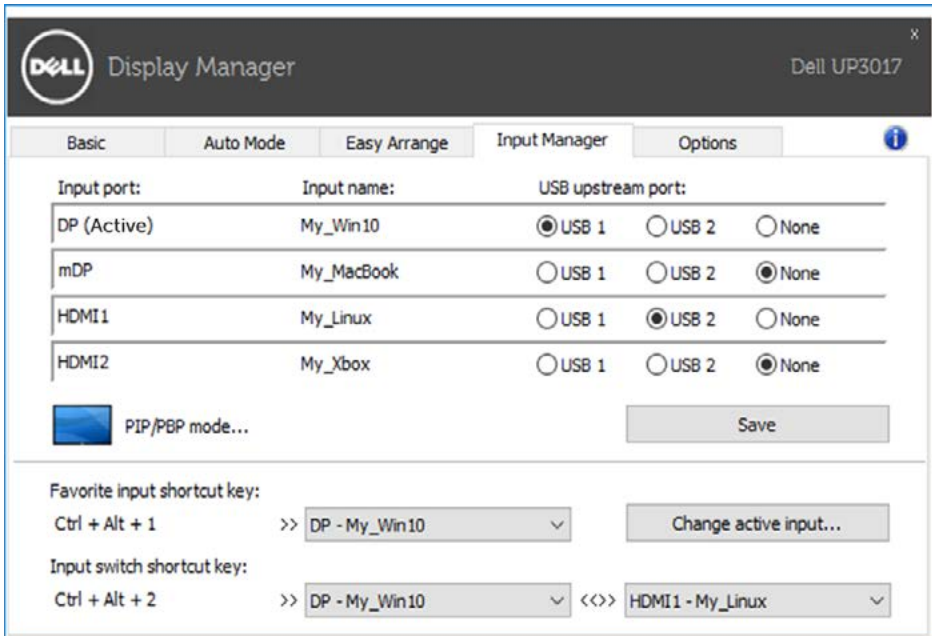 x
DELL Display Manager Dell UP3017
Basic Auto Mode Easy Arrange Input Manager Options i
Input port: Input name: USB upstream port:
DP (Active) My_Win10 USB 1 USB 2 None
mDP My_MacBook USB 1 USB 2 None
HDMI1 My_Linux USB 1 USB 2 None
HDMI2 My_Xbox USB 1 USB 2 None
PIP/PBP mode... Save
Favorite input shortcut key:
Ctrl + Alt + 1 >> DP - My_Win10 Change active input...
Input switch shortcut key:
Ctrl + Alt + 2 >> DP - My_Win10 <<>> HDMI1 - My_Linux